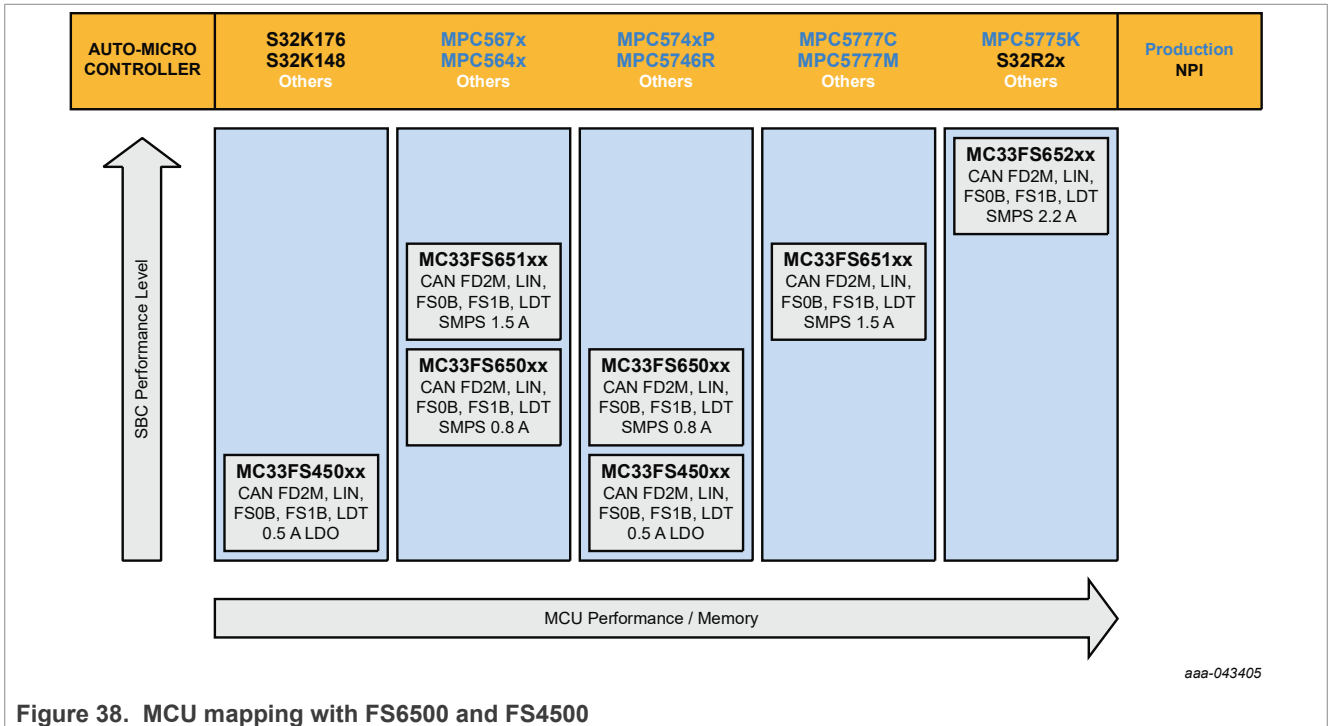 AUTO-MICRO
CONTROLLER
S32K176
S32K148
Others
MPC567x
MPC564x
Others
MPC574xP
MPC5746R
Others
MPC5777C
MPC5777M
Others
MPC5775K
S32R2x
Others
Production
NPI
SBC Performance Level
MC33FS450xx
CAN FD2M, LIN,
FS0B, FS1B, LDT
0.5 A LDO
MC33FS651xx
CAN FD2M, LIN,
FS0B, FS1B, LDT
SMPS 1.5 A
MC33FS650xx
CAN FD2M, LIN,
FS0B, FS1B, LDT
SMPS 0.8 A
MC33FS650xx
CAN FD2M, LIN,
FS0B, FS1B, LDT
SMPS 0.8 A
MC33FS450xx
CAN FD2M, LIN,
FS0B, FS1B, LDT
0.5 A LDO
MC33FS651xx
CAN FD2M, LIN,
FS0B, FS1B, LDT
SMPS 1.5 A
MC33FS652xx
CAN FD2M, LIN,
FS0B, FS1B, LDT
SMPS 2.2 A
MCU Performance / Memory
aaa-043405
Figure 38. MCU mapping with FS6500 and FS4500